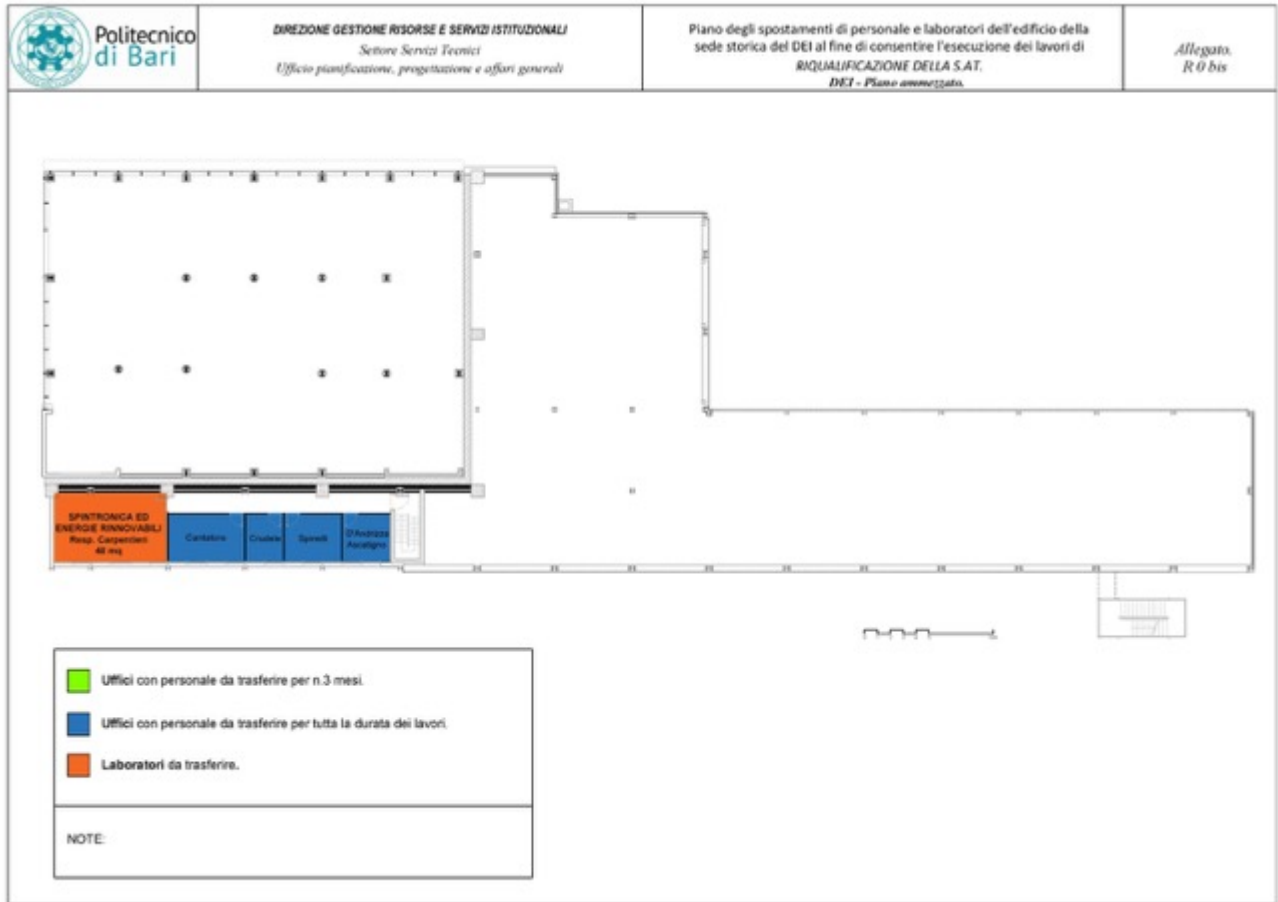 Politecnico
di Bari
DIREZIONE GESTIONE RISORSE E SERVIZI ISTITUZIONALI
Settore Servizi Tecnici
Ufficio pianificazione, progettazione e affari generali
Piano degli spostamenti di personale e laboratori dell'edificio della
sede storica del DEI al fine di consentire l'esecuzione dei lavori di
RIQUALIFICAZIONE DELLA S.AT.
DEI - Piano ammezzato.
Allegato.
R 0 bis
SPINTRONICA ED
ENERGIE RINNOVABILI
Resp. Carpentieri
48 mq
Cantatore
Crudele
Spinelli
D'Andrizza
Uffici con personale da trasferire per n.3 mesi.
Uffici con personale da trasferire per tutta la durata dei lavori.
Laboratori da trasferire.
NOTE: